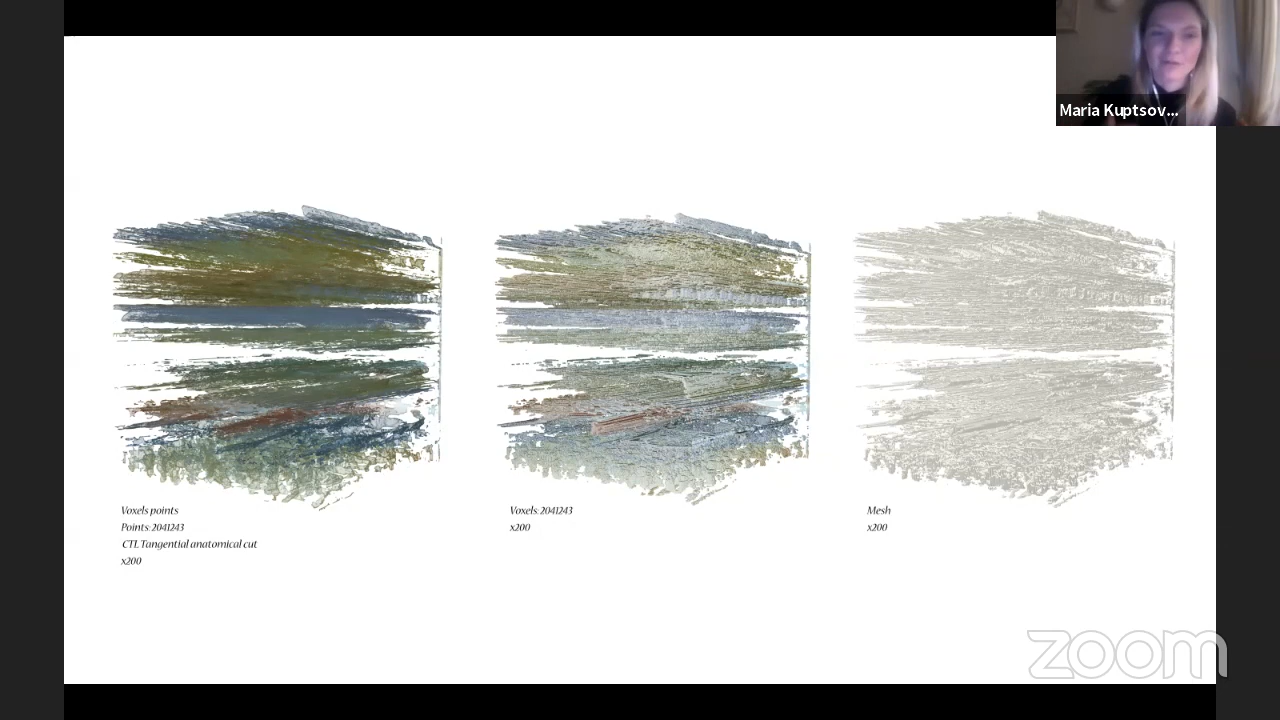 Maria Kuptsov...
Voxels points
Points: 2041243
CTL Tangential anatomical cut
x200
Voxels: 2041243
x200
Mesh
x200
zoom